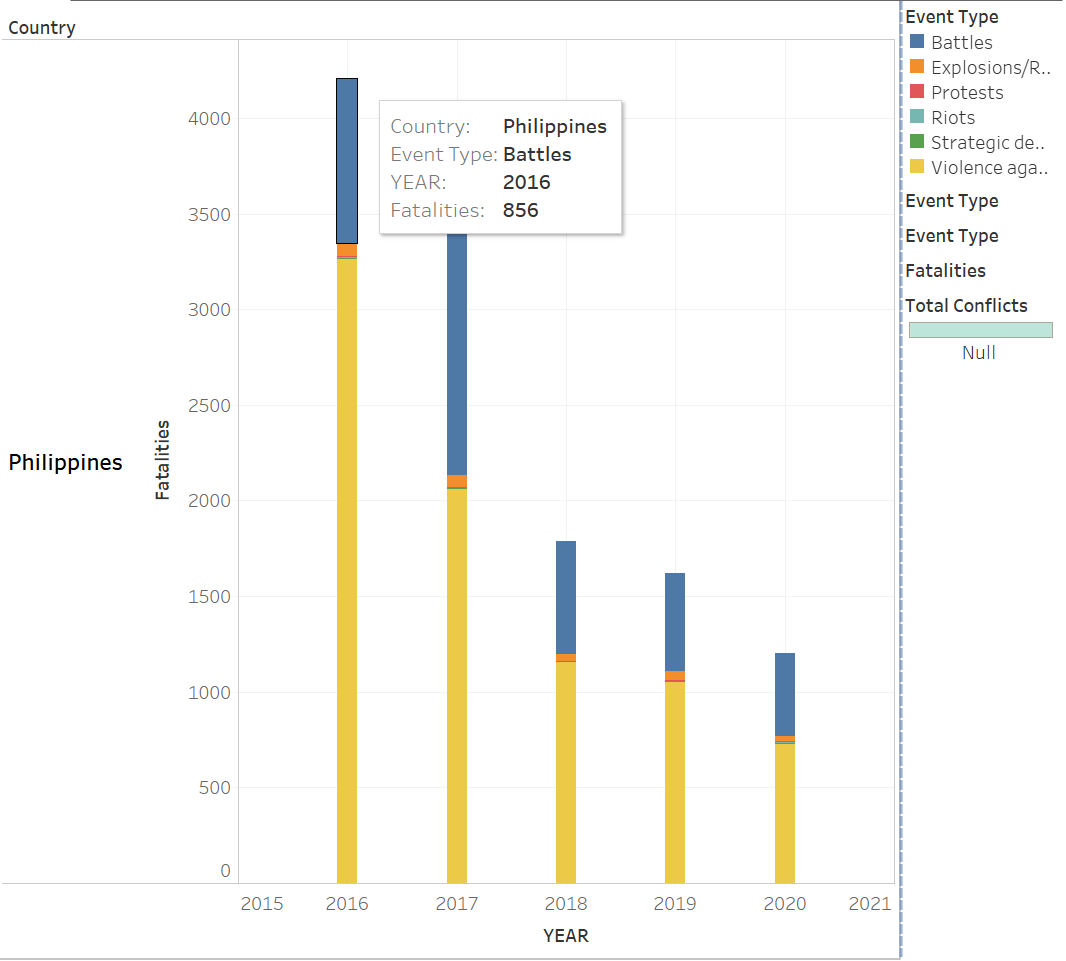 Country
Philippines
Fatalities
4000
3500
3000
2500
2000
1500
1000
500
0
Country: Philippines
Event Type: Battles
YEAR: 2016
Fatalities: 856
2015 2016 2017 2018 2019 2020 2021
YEAR
Event Type
Battles
Explosions/R..
Protests
Riots
Strategic de..
Violence aga..
Event Type
Event Type
Fatalities
Total Conflicts
Null